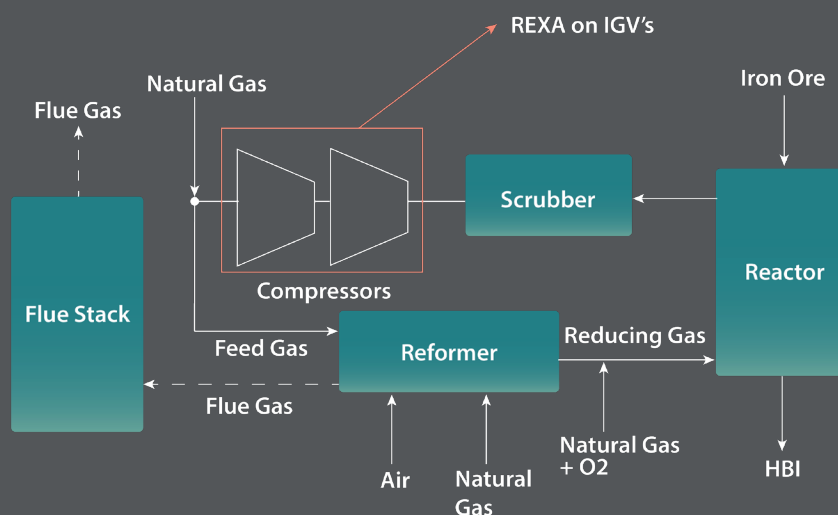 REXA on IGV's
Natural Gas
Iron Ore
Flue Gas
Scrubber
Reactor
Compressors
Flue Stack
Feed Gas
Reformer
Reducing Gas
Flue Gas
Natural Gas
+ O2
Air
Natural
Gas
HBI